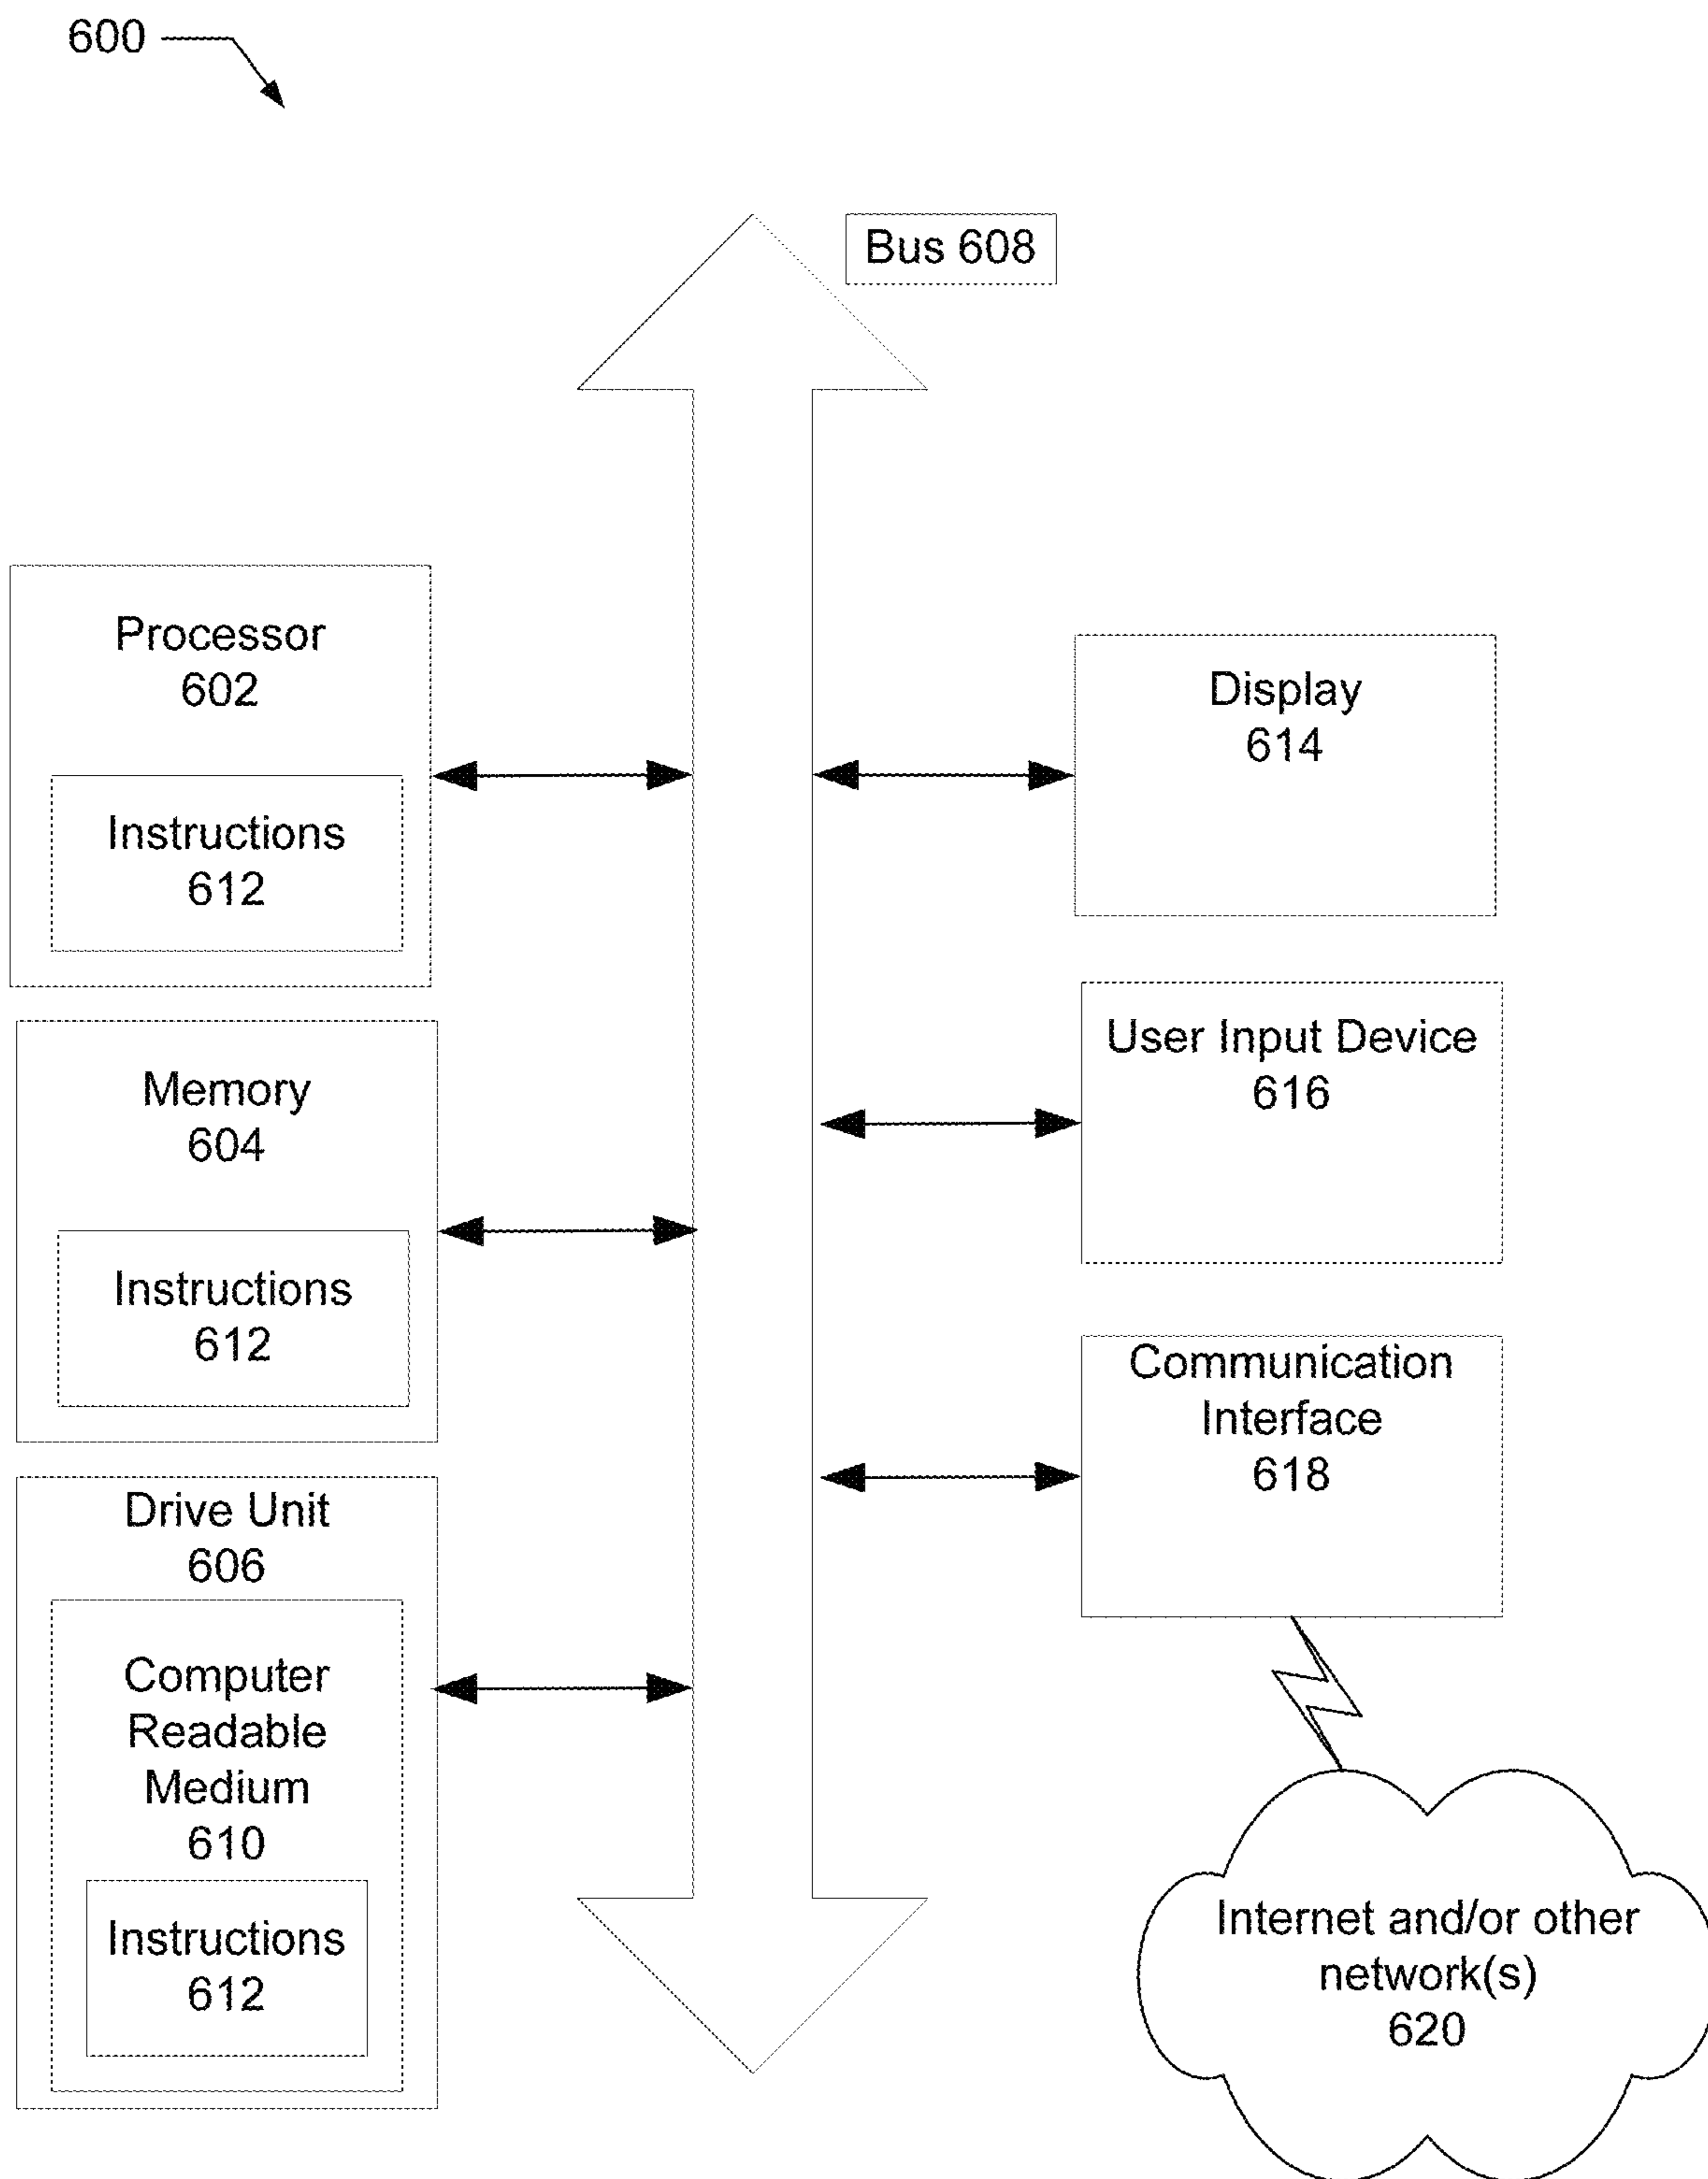 600
Bus 608
Processor
602
Instructions
612
Memory
604
Instructions
612
Drive Unit
606
Computer
Readable
Medium
610
Instructions
612
Display
614
User Input Device
616
Communication
Interface
618
Internet and/or other
network(s)
620